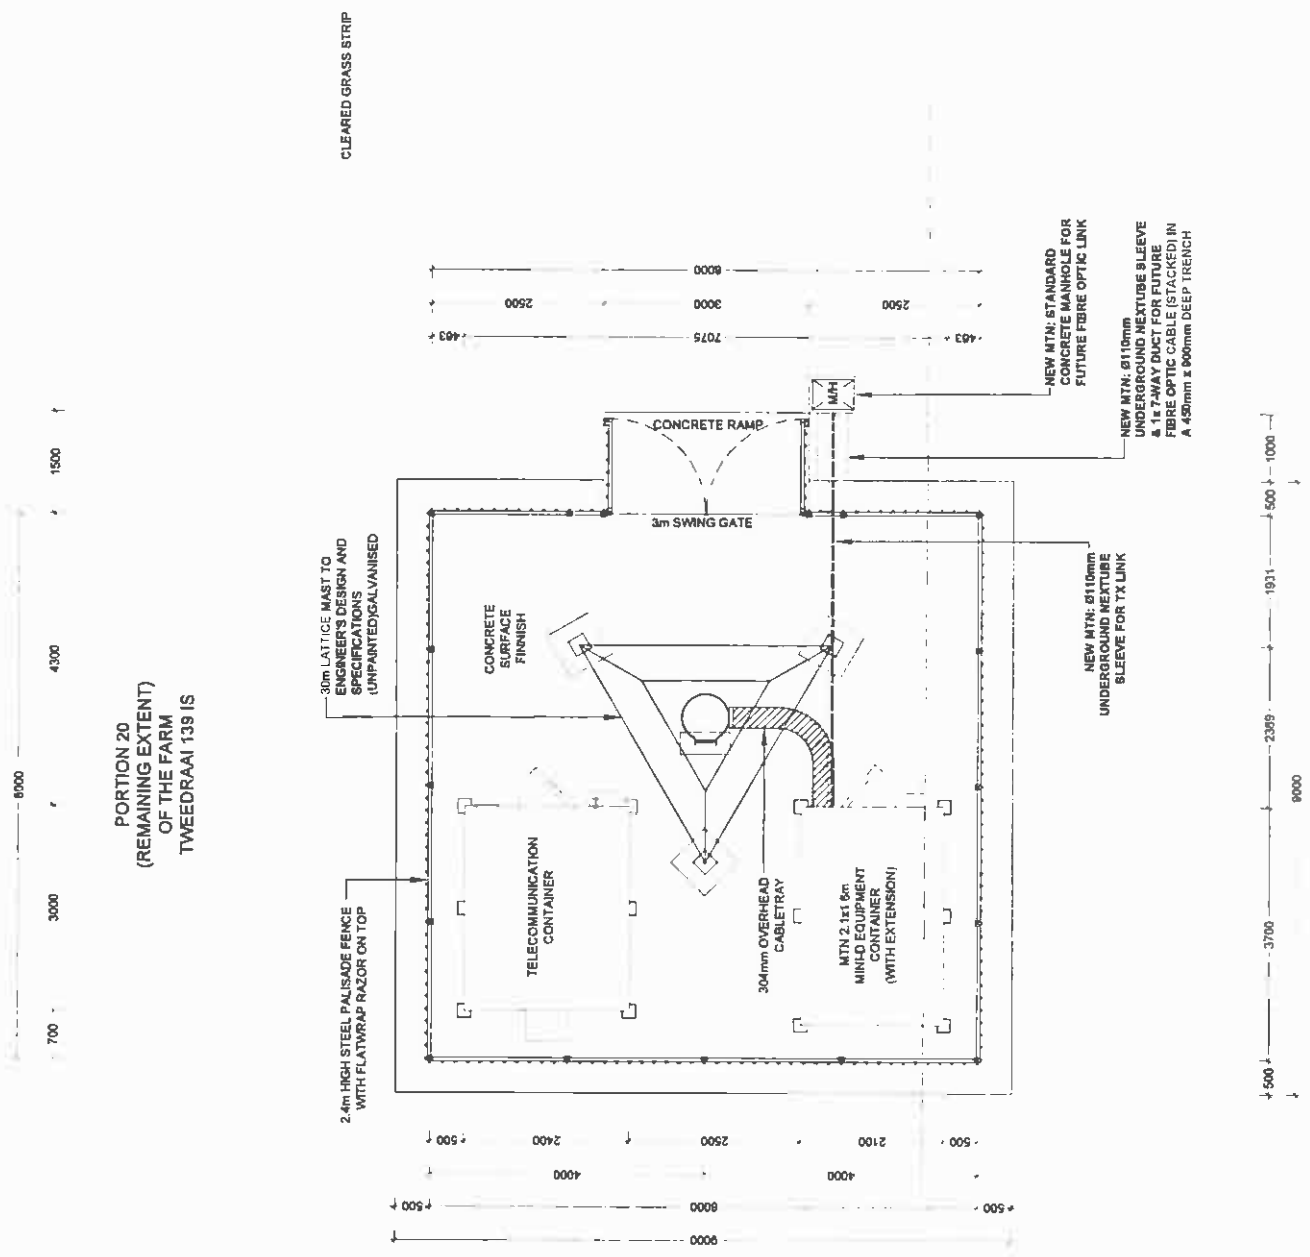 CLEARED GRASS STRIP
8000
1500
4300
3000
700
PORTION 20
(REMAINING EXTENT)
OF THE FARM
TWEEDRAAI 139 IS
8000
2500
3000
2500
463
7075
463
NEW MTN: STANDARD
CONCRETE MANHOLE FOR
FUTURE FIBRE OPTIC LINK
NEW MTN: Ø110mm
UNDERGROUND NEXTUBE SLEEVE
& 1x 7-WAY DUCT FOR FUTURE
FIBRE OPTIC CABLE (STACKED) IN
A 450mm x 900mm DEEP TRENCH
M/H
CONCRETE RAMP
3m SWING GATE
30m LATTICE MAST TO
ENGINEER'S DESIGN AND
SPECIFICATIONS
(UNPAINTED)GALVANISED
CONCRETE
SURFACE
FINNISH
NEW MTN: Ø110mm
UNDERGROUND NEXTUBE
SLEEVE FOR TX LINK
2.4m HIGH STEEL PALISADE FENCE
WITH FLATWRAP RAZOR ON TOP
TELECOMMUNICATION
CONTAINER
304mm OVERHEAD
CABLETRAY
MTN 2.1x1.6m
MINI-D EQUIPMENT
CONTAINER
(WITH EXTENSION)
1000
500
1931
2369
3700
500
9000
500
2400
2500
2100
500
4000
4000
500
8000
500
9000